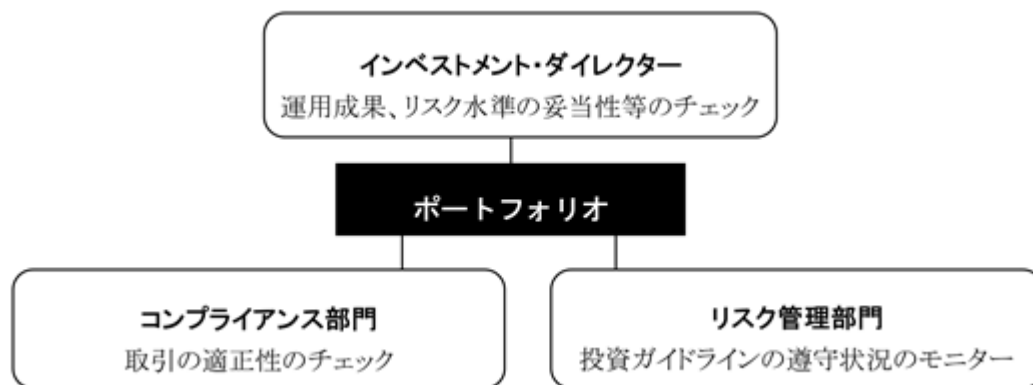 インベストメント・ダイレクター
運用成果、リスク水準の妥当性等のチェック
ポートフォリオ
コンプライアンス部門
取引の適正性のチェック
リスク管理部門
投資ガイドラインの遵守状況のモニター